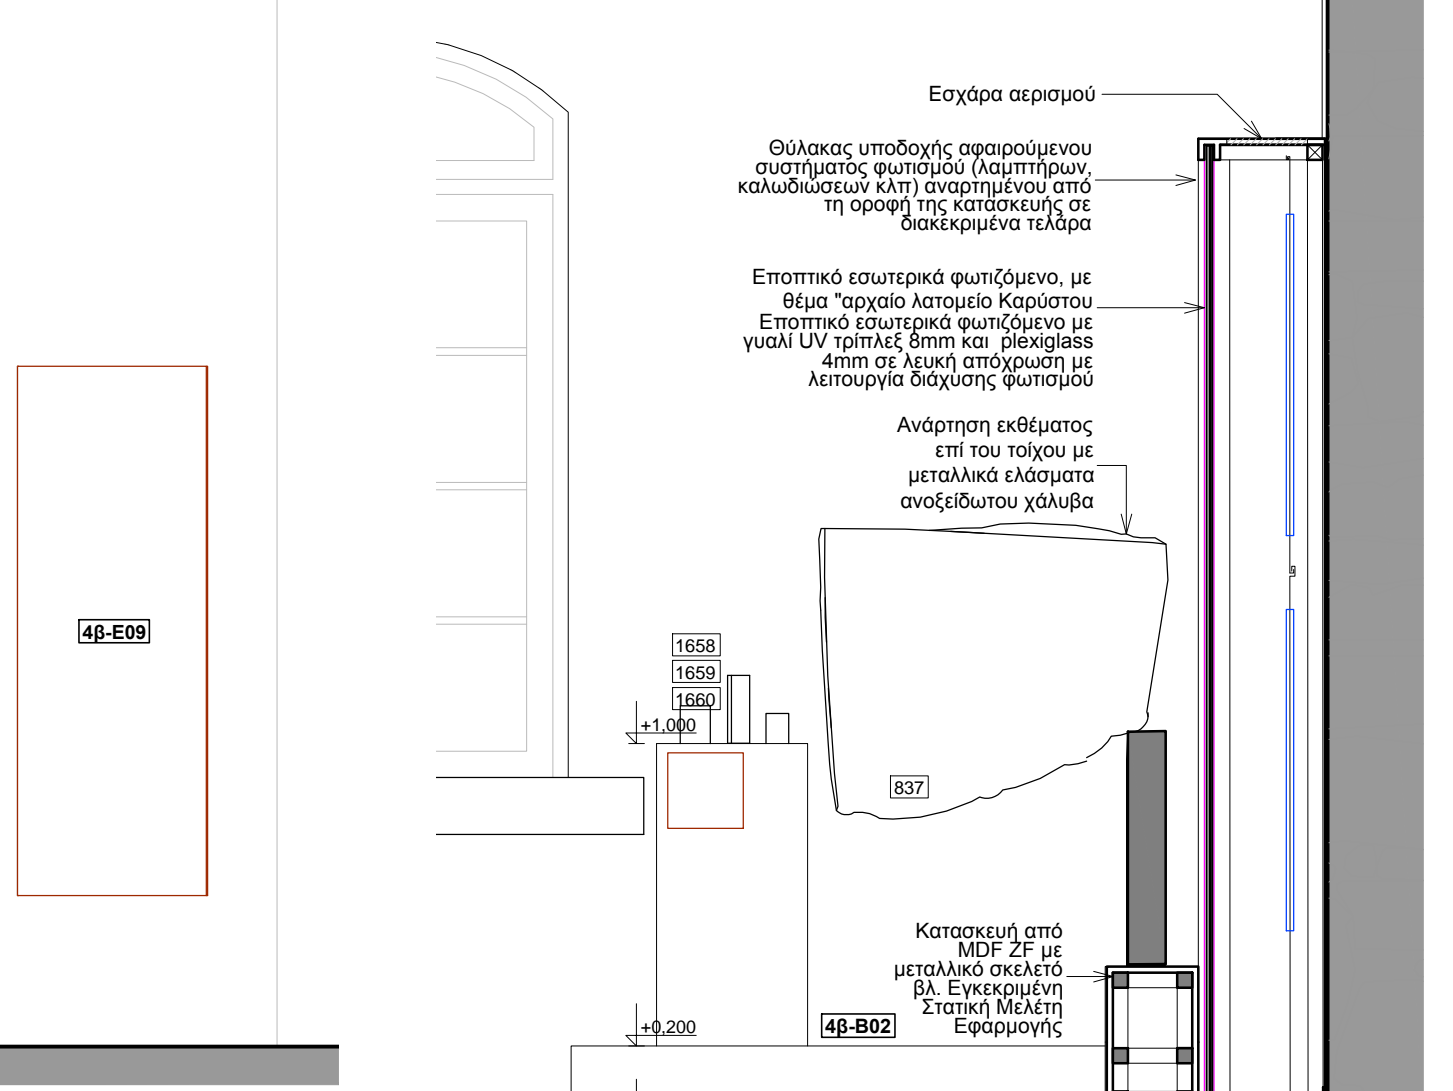 Εσχάρα αερισμού
Θύλακας υποδοχής αφαιρούμενου
συστήματος φωτισμού (λαμπτήρων,
καλωδιώσεων κλπ) αναρτημένου από
τη οροφή της κατασκευής σε
διακεκριμένα τελάρα
Εποπτικό εσωτερικά φωτιζόμενο, με
θέμα "αρχαίο λατομείο Καρύστου
Εποπτικό εσωτερικά φωτιζόμενο με
γυαλί UV τρίπλεξ 8mm και plexiglass
4mm σε λευκή απόχρωση με
λειτουργία διάχυσης φωτισμού
Ανάρτηση εκθέματος
επί του τοίχου με
μεταλλικά ελάσματα
ανοξείδωτου χάλυβα
4β-E09
1658
1659
1660
+1,000
837
Κατασκευή από
MDF ZF με
μεταλλικό σκελετό
βλ. Εγκεκριμένη
Στατική Μελέτη
Εφαρμογής
+0,200
4β-B02